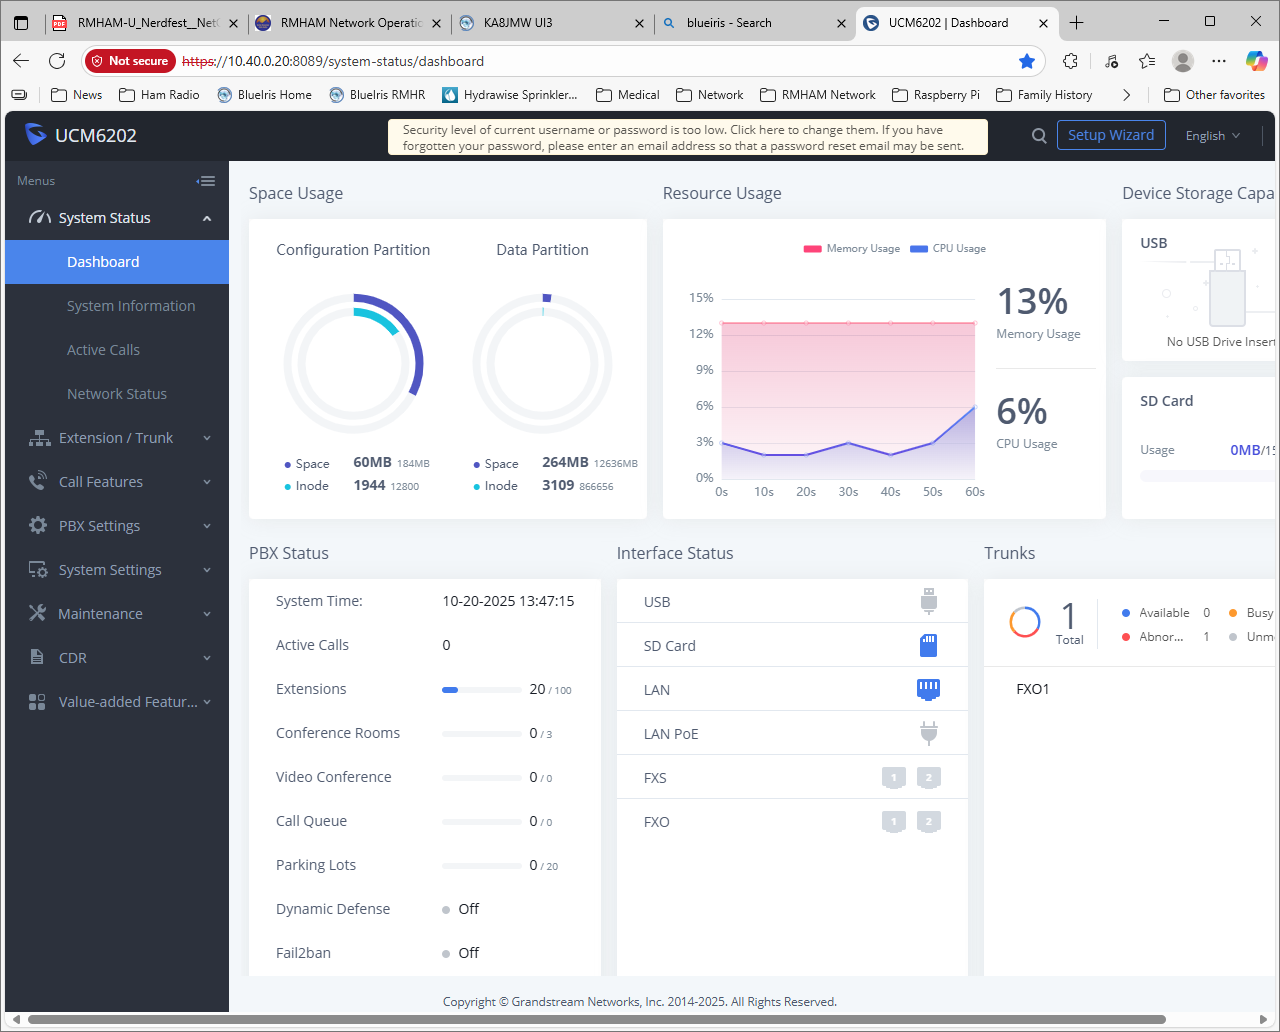 RMHAM-U_Nerdfest__Net
RMHAM Network Operatio
KA8JMW UI3
blueiris - Search
UCM6202 | Dashboard
Not secure
https://10.40.0.20:8089/system-status/dashboard
News
Ham Radio
BlueIris Home
BlueIris RMHR
Hydrawise Sprinkler...
Medical
Network
RMHAM Network
Raspberry Pi
Family History
Other favorites
UCM6202
Security level of current username or password is too low. Click here to change them. If you have
forgotten your password, please enter an email address so that a password reset email may be sent.
Setup Wizard
English
Menus
System Status
Dashboard
System Information
Active Calls
Network Status
Extension / Trunk
Call Features
PBX Settings
System Settings
Maintenance
CDR
Value-added Featur...
Space Usage
Configuration Partition
Data Partition
Space 60MB 184MB
Inode 1944 12800
Space 264MB 12636MB
Inode 3109 866656
Resource Usage
Memory Usage CPU Usage
15%
12%
9%
6%
3%
0%
0s 10s 20s 30s 40s 50s 60s
13%
Memory Usage
6%
CPU Usage
Device Storage Capa
USB
No USB Drive Insert
SD Card
Usage 0MB/15
PBX Status
System Time: 10-20-2025 13:47:15
Active Calls 0
Extensions 20 / 100
Conference Rooms 0 / 3
Video Conference 0 / 0
Call Queue 0 / 0
Parking Lots 0 / 20
Dynamic Defense Off
Fail2ban Off
Interface Status
USB
SD Card
LAN
LAN PoE
FXS 1 2
FXO 1 2
Trunks
1
Total
Available 0 Busy
Abnor... 1 Unm
FXO1
Copyright © Grandstream Networks, Inc. 2014-2025. All Rights Reserved.